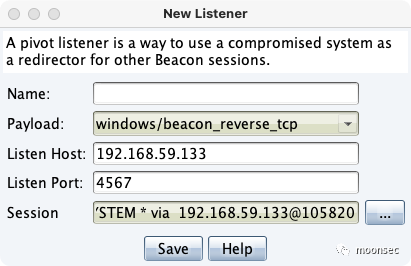 New Listener
A pivot listener is a way to use a compromised system as
a redirector for other Beacon sessions.
Name:
Payload: windows/beacon_reverse_tcp
Listen Host: 192.168.59.133
Listen Port: 4567
Session 'STEM * via 192.168.59.133@105820 ...
Save Help
moonsec